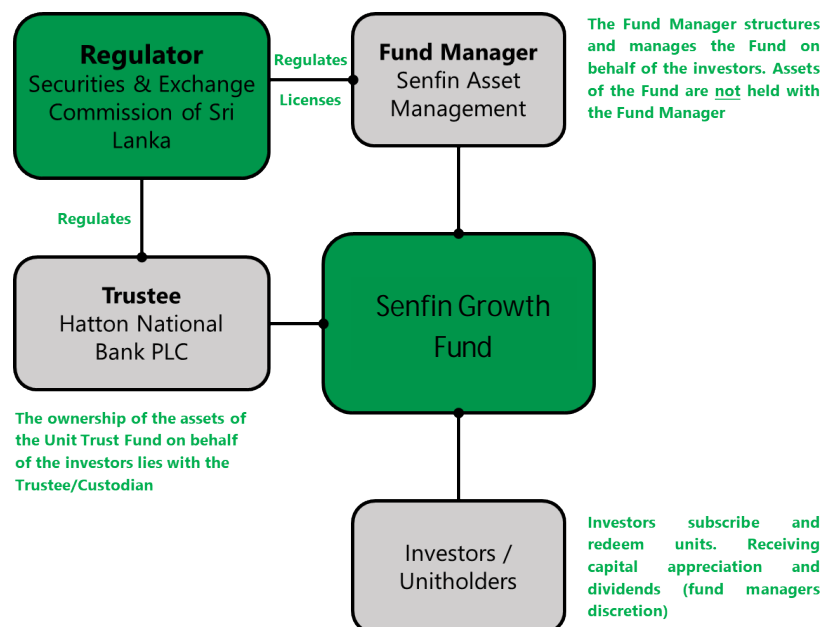 Regulator
Securities & Exchange
Commission of Sri
Lanka
Regulates
Licenses
Fund Manager
Senfin Asset
Management
The Fund Manager structures
and manages the Fund on
behalf of the investors. Assets
of the Fund are not held with
the Fund Manager
Regulates
Trustee
Hatton National
Bank PLC
Senfin Growth
Fund
The ownership of the assets of
the Unit Trust Fund on behalf
of the investors lies with the
Trustee/Custodian
Investors /
Unitholders
Investors subscribe and
redeem units. Receiving
capital appreciation and
dividends (fund managers
discretion)